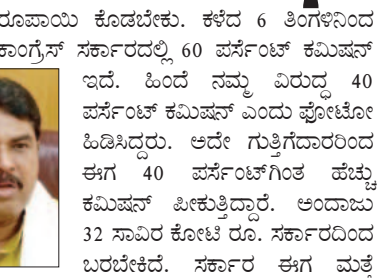 ರೂಪಾಯಿ ಕೊಡಬೇಕು. ಕಳೆದ 6 ತಿಂಗಳಿನಿಂದ
ಕಾಂಗ್ರೆಸ್ ಸರ್ಕಾರದಲ್ಲಿ 60 ಪರ್ಸೆಂಟ್ ಕಮಿಷನ್
ಇದೆ. ಹಿಂದೆ ನಮ್ಮ ವಿರುದ್ಧ 40
ಪರ್ಸೆಂಟ್ ಕಮಿಷನ್ ಎಂದು ಫೋಟೋ
ಹಿಡಿಸಿದ್ದರು. ಅದೇ ಗುತ್ತಿಗೆದಾರರಿಂದ
ಈಗ 40 ಪರ್ಸೆಂಟ್‌ಗಿಂತ ಹೆಚ್ಚು
ಕಮಿಷನ್ ಪೀಕುತ್ತಿದ್ದಾರೆ. ಅಂದಾಜು
32 ಸಾವಿರ ಕೋಟಿ ರೂ. ಸರ್ಕಾರದಿಂದ
ಬರಬೇಕಿದೆ. ಸರ್ಕಾರ ಈಗ ಮತ್ತೆ